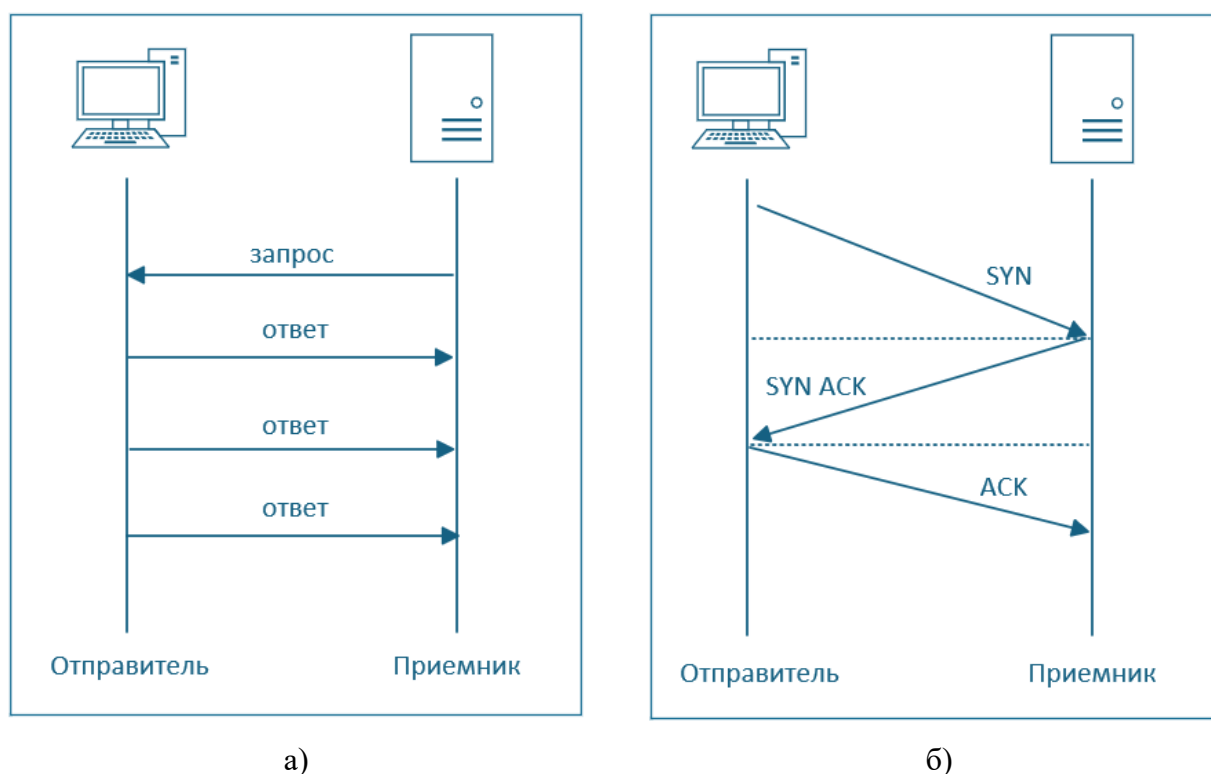 запрос
ответ
ответ
ответ
Отправитель
Приемник
а)
SYN
SYN ACK
ACK
Отправитель
Приемник
б)